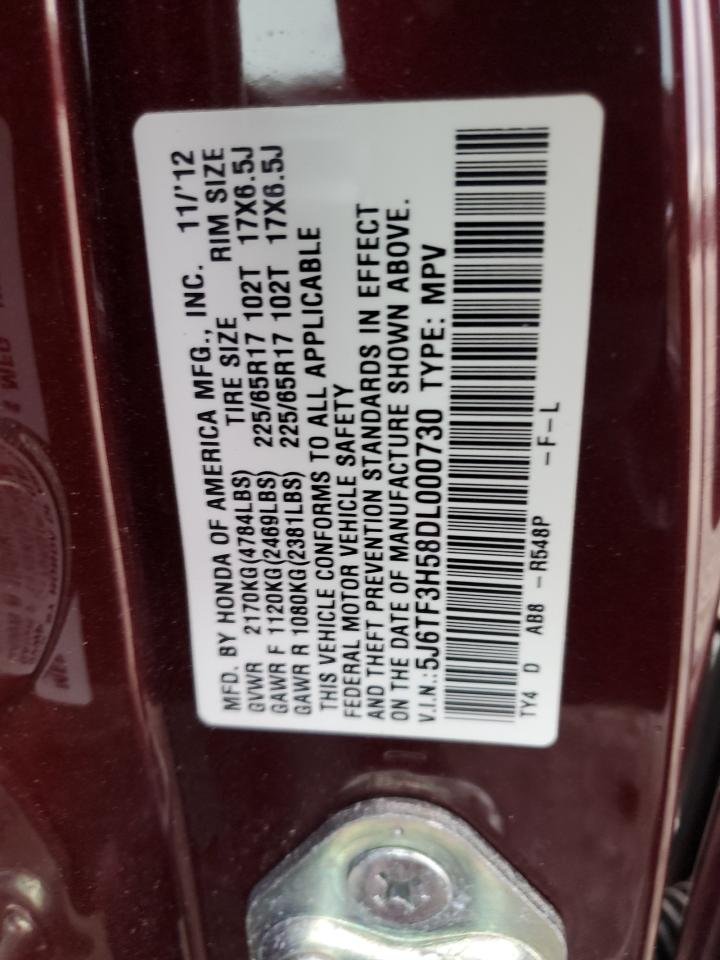 MFD. BY HONDA OF AMERICA MFG., INC. 11/'12
TIRE SIZE RIM SIZE
GVWR 2170KG(4784LBS)
GAWR F 1120KG(2469LBS) 225/65R17 102T 17X6.5J
GAWR R 1080KG(2381LBS) 225/65R17 102T 17X6.5J
THIS VEHICLE CONFORMS TO ALL APPLICABLE
FEDERAL MOTOR VEHICLE SAFETY
AND THEFT PREVENTION STANDARDS IN EFFECT
ON THE DATE OF MANUFACTURE SHOWN ABOVE.
V.I.N.:5J6TF3H58DL000730 TYPE: MPV
TY4 D AB8 -R548P -F-L
WED